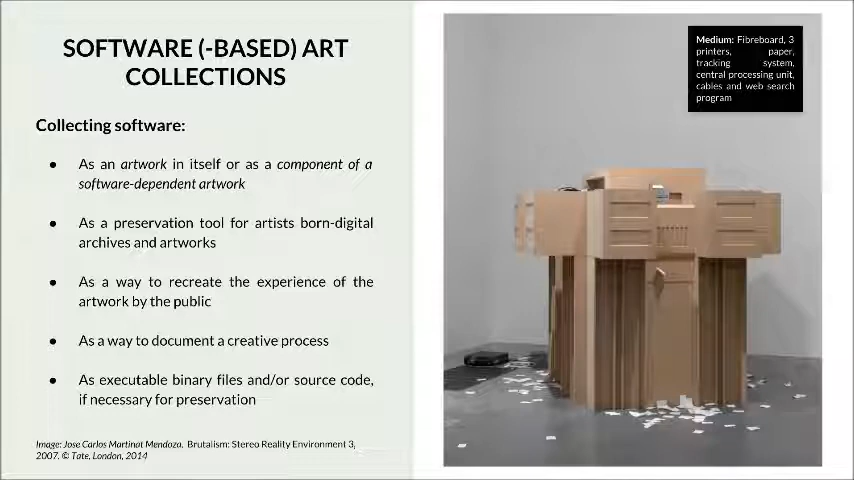 SOFTWARE (-BASED) ART
COLLECTIONS
Collecting software:
● As an artwork in itself or as a component of a
software-dependent artwork
● As a preservation tool for artists born-digital
archives and artworks
● As a way to recreate the experience of the
artwork by the public
● As a way to document a creative process
● As executable binary files and/or source code,
if necessary for preservation
Image: Jose Carlos Martinat Mendoza. Brutalism: Stereo Reality Environment 3,
2007. © Tate, London, 2014
Medium: Fibreboard, 3
printers, paper,
tracking system,
central processing unit,
cables and web search
program